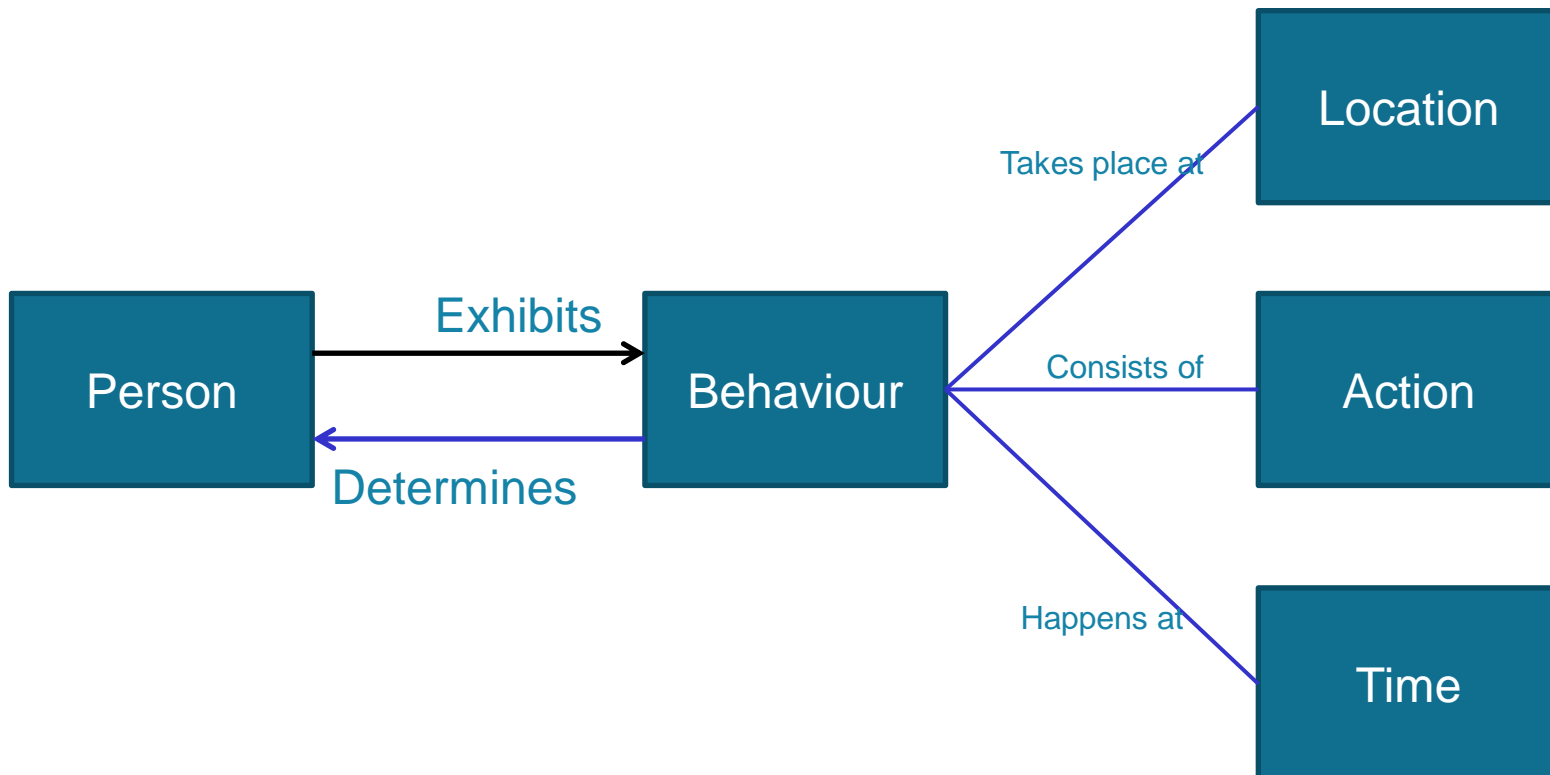 Location
Takes place at
Exhibits
Person
Behaviour
Consists of
Action
Determines
Happens at
Time